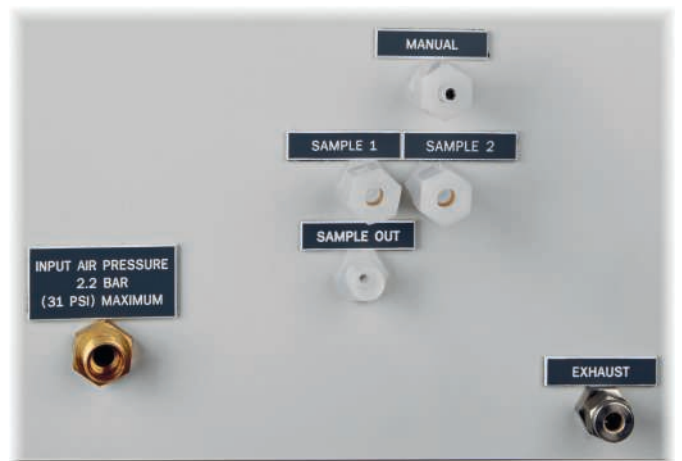 MANUAL
SAMPLE 1
SAMPLE 2
SAMPLE OUT
INPUT AIR PRESSURE
2.2 BAR
(31 PSI) MAXIMUM
EXHAUST